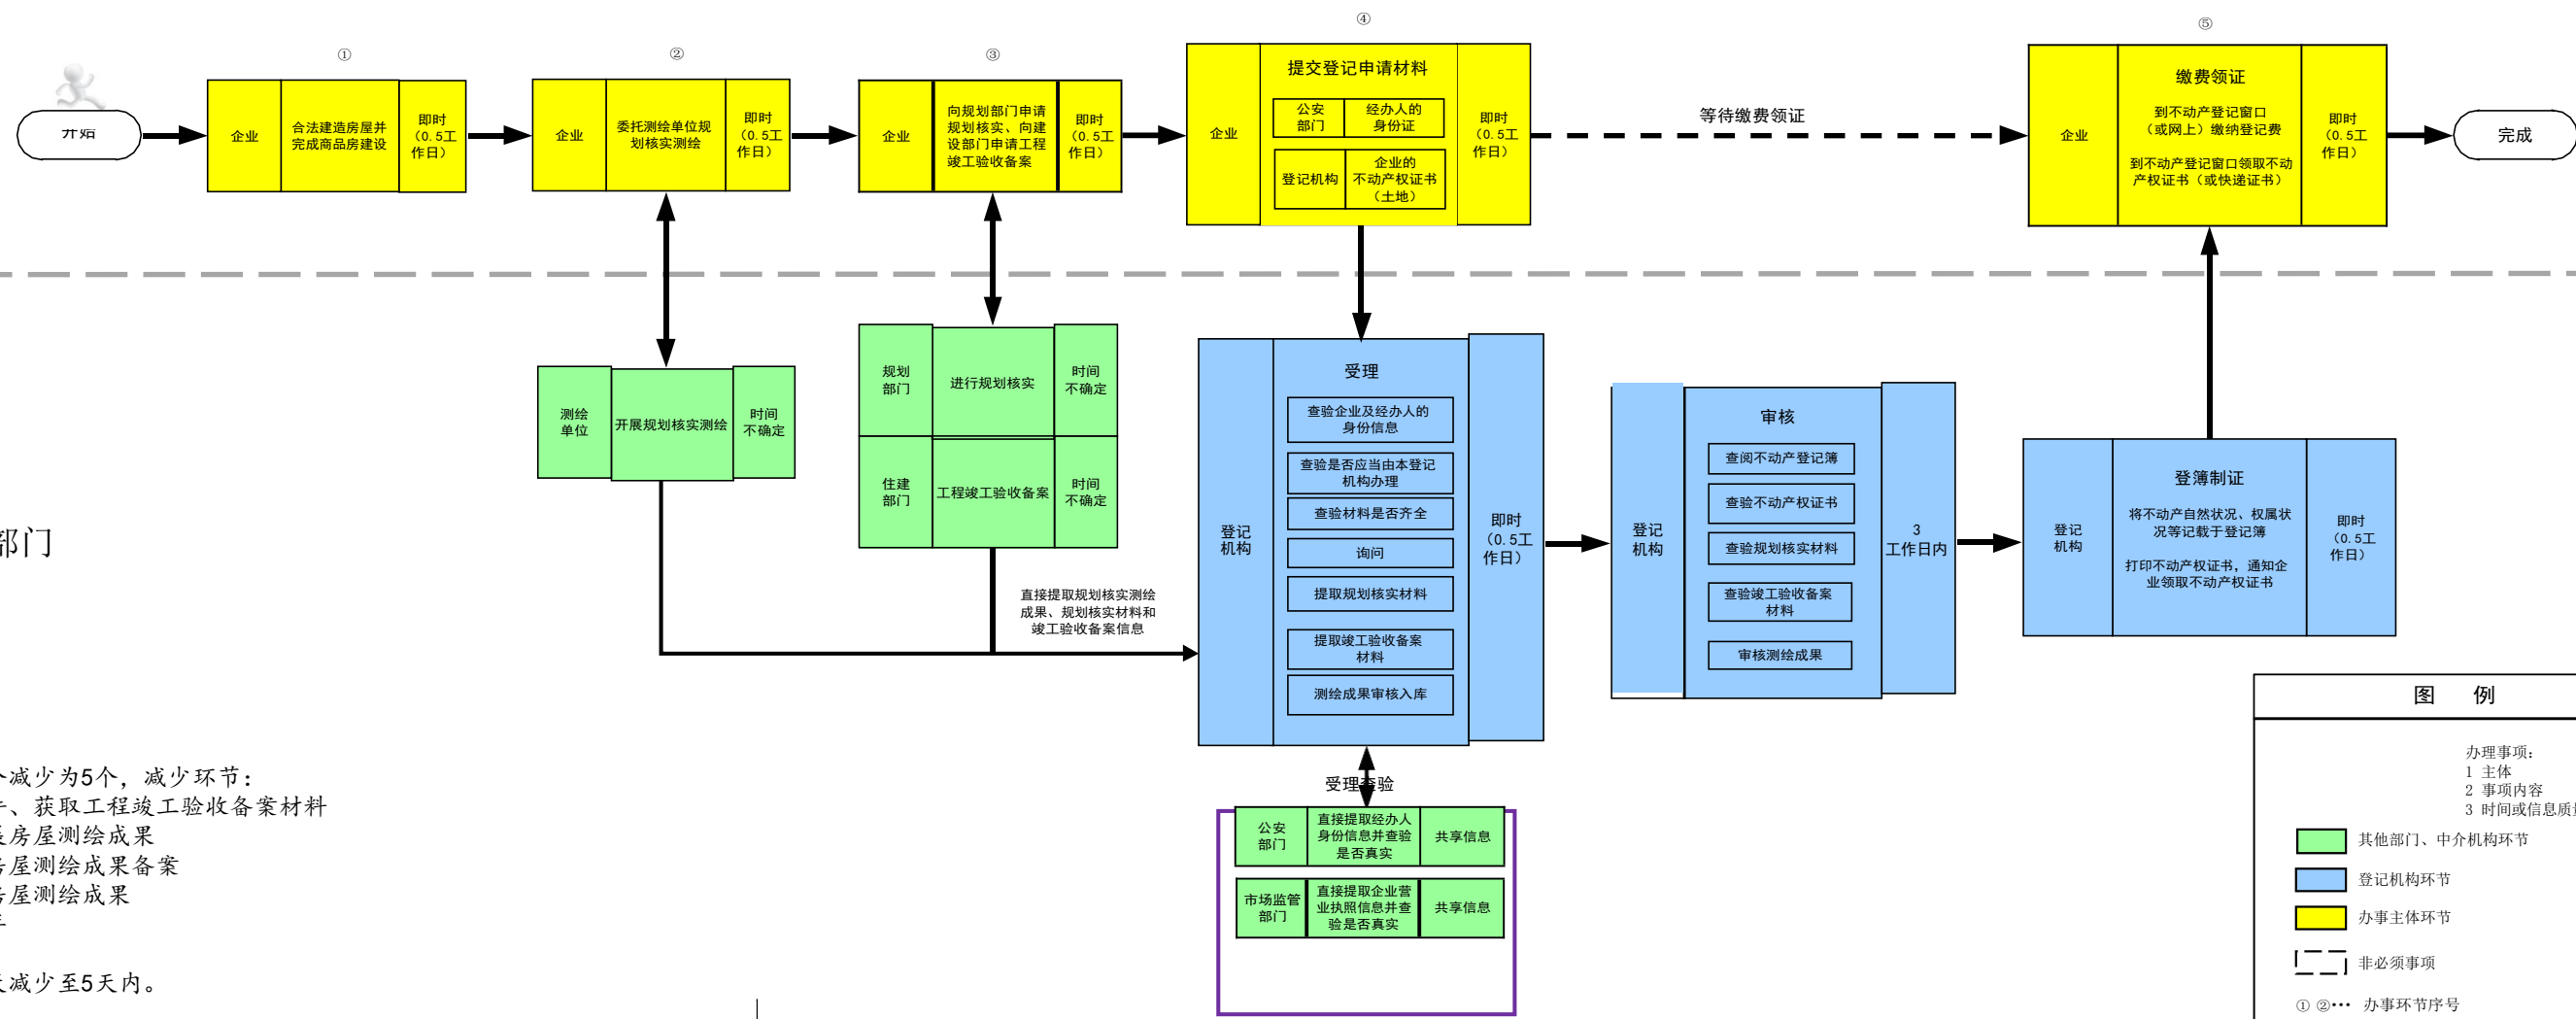 ①
②
③
④
⑤
开始
企业
合法建造房屋并
完成商品房建设
即时
(0.5工
作日)
企业
委托测绘单位规
划核实测绘
即时
(0.5工
作日)
企业
向规划部门申请
规划核实、向建
设部门申请工程
竣工验收备案
即时
(0.5工
作日)
企业
提交登记申请材料
公安
部门
经办人的
身份证
登记机构
企业的
不动产权证书
(土地)
即时
(0.5工
作日)
等待缴费领证
企业
缴费领证
到不动产登记窗口
(或网上)缴纳登记费
到不动产登记窗口领取不动
产权证书(或快递证书)
即时
(0.5工
作日)
完成
测绘
单位
开展规划核实测绘
时间
不确定
规划
部门
进行规划核实
时间
不确定
住建
部门
工程竣工验收备案
时间
不确定
直接提取规划核实测绘
成果、规划核实材料和
竣工验收备案信息
登记
机构
受理
查验企业及经办人的
身份信息
查验是否应当由本登记
机构办理
查验材料是否齐全
询问
提取规划核实材料
提取竣工验收备案
材料
测绘成果审核入库
即时
(0.5工
作日)
登记
机构
审核
查阅不动产登记簿
查验不动产权证书
查验规划核实材料
查验竣工验收备案
材料
审核测绘成果
3
工作日内
登记
机构
登簿制证
将不动产自然状况、权属状
况等记载于登记簿
打印不动产权证书，通知企
业领取不动产权证书
即时
(0.5工
作日)
部门
减少为5个，减少环节：
、获取工程竣工验收备案材料
房屋测绘成果
屋测绘成果备案
屋测绘成果
减少至5天内。
受理查验
公安
部门
直接提取经办人
身份信息并查验
是否真实
共享信息
市场监管
部门
直接提取企业营
业执照信息并查
验是否真实
共享信息
图 例
办理事项：
1 主体
2 事项内容
3 时间或信息质
其他部门、中介机构环节
登记机构环节
办事主体环节
非必须事项
① ②··· 办事环节序号